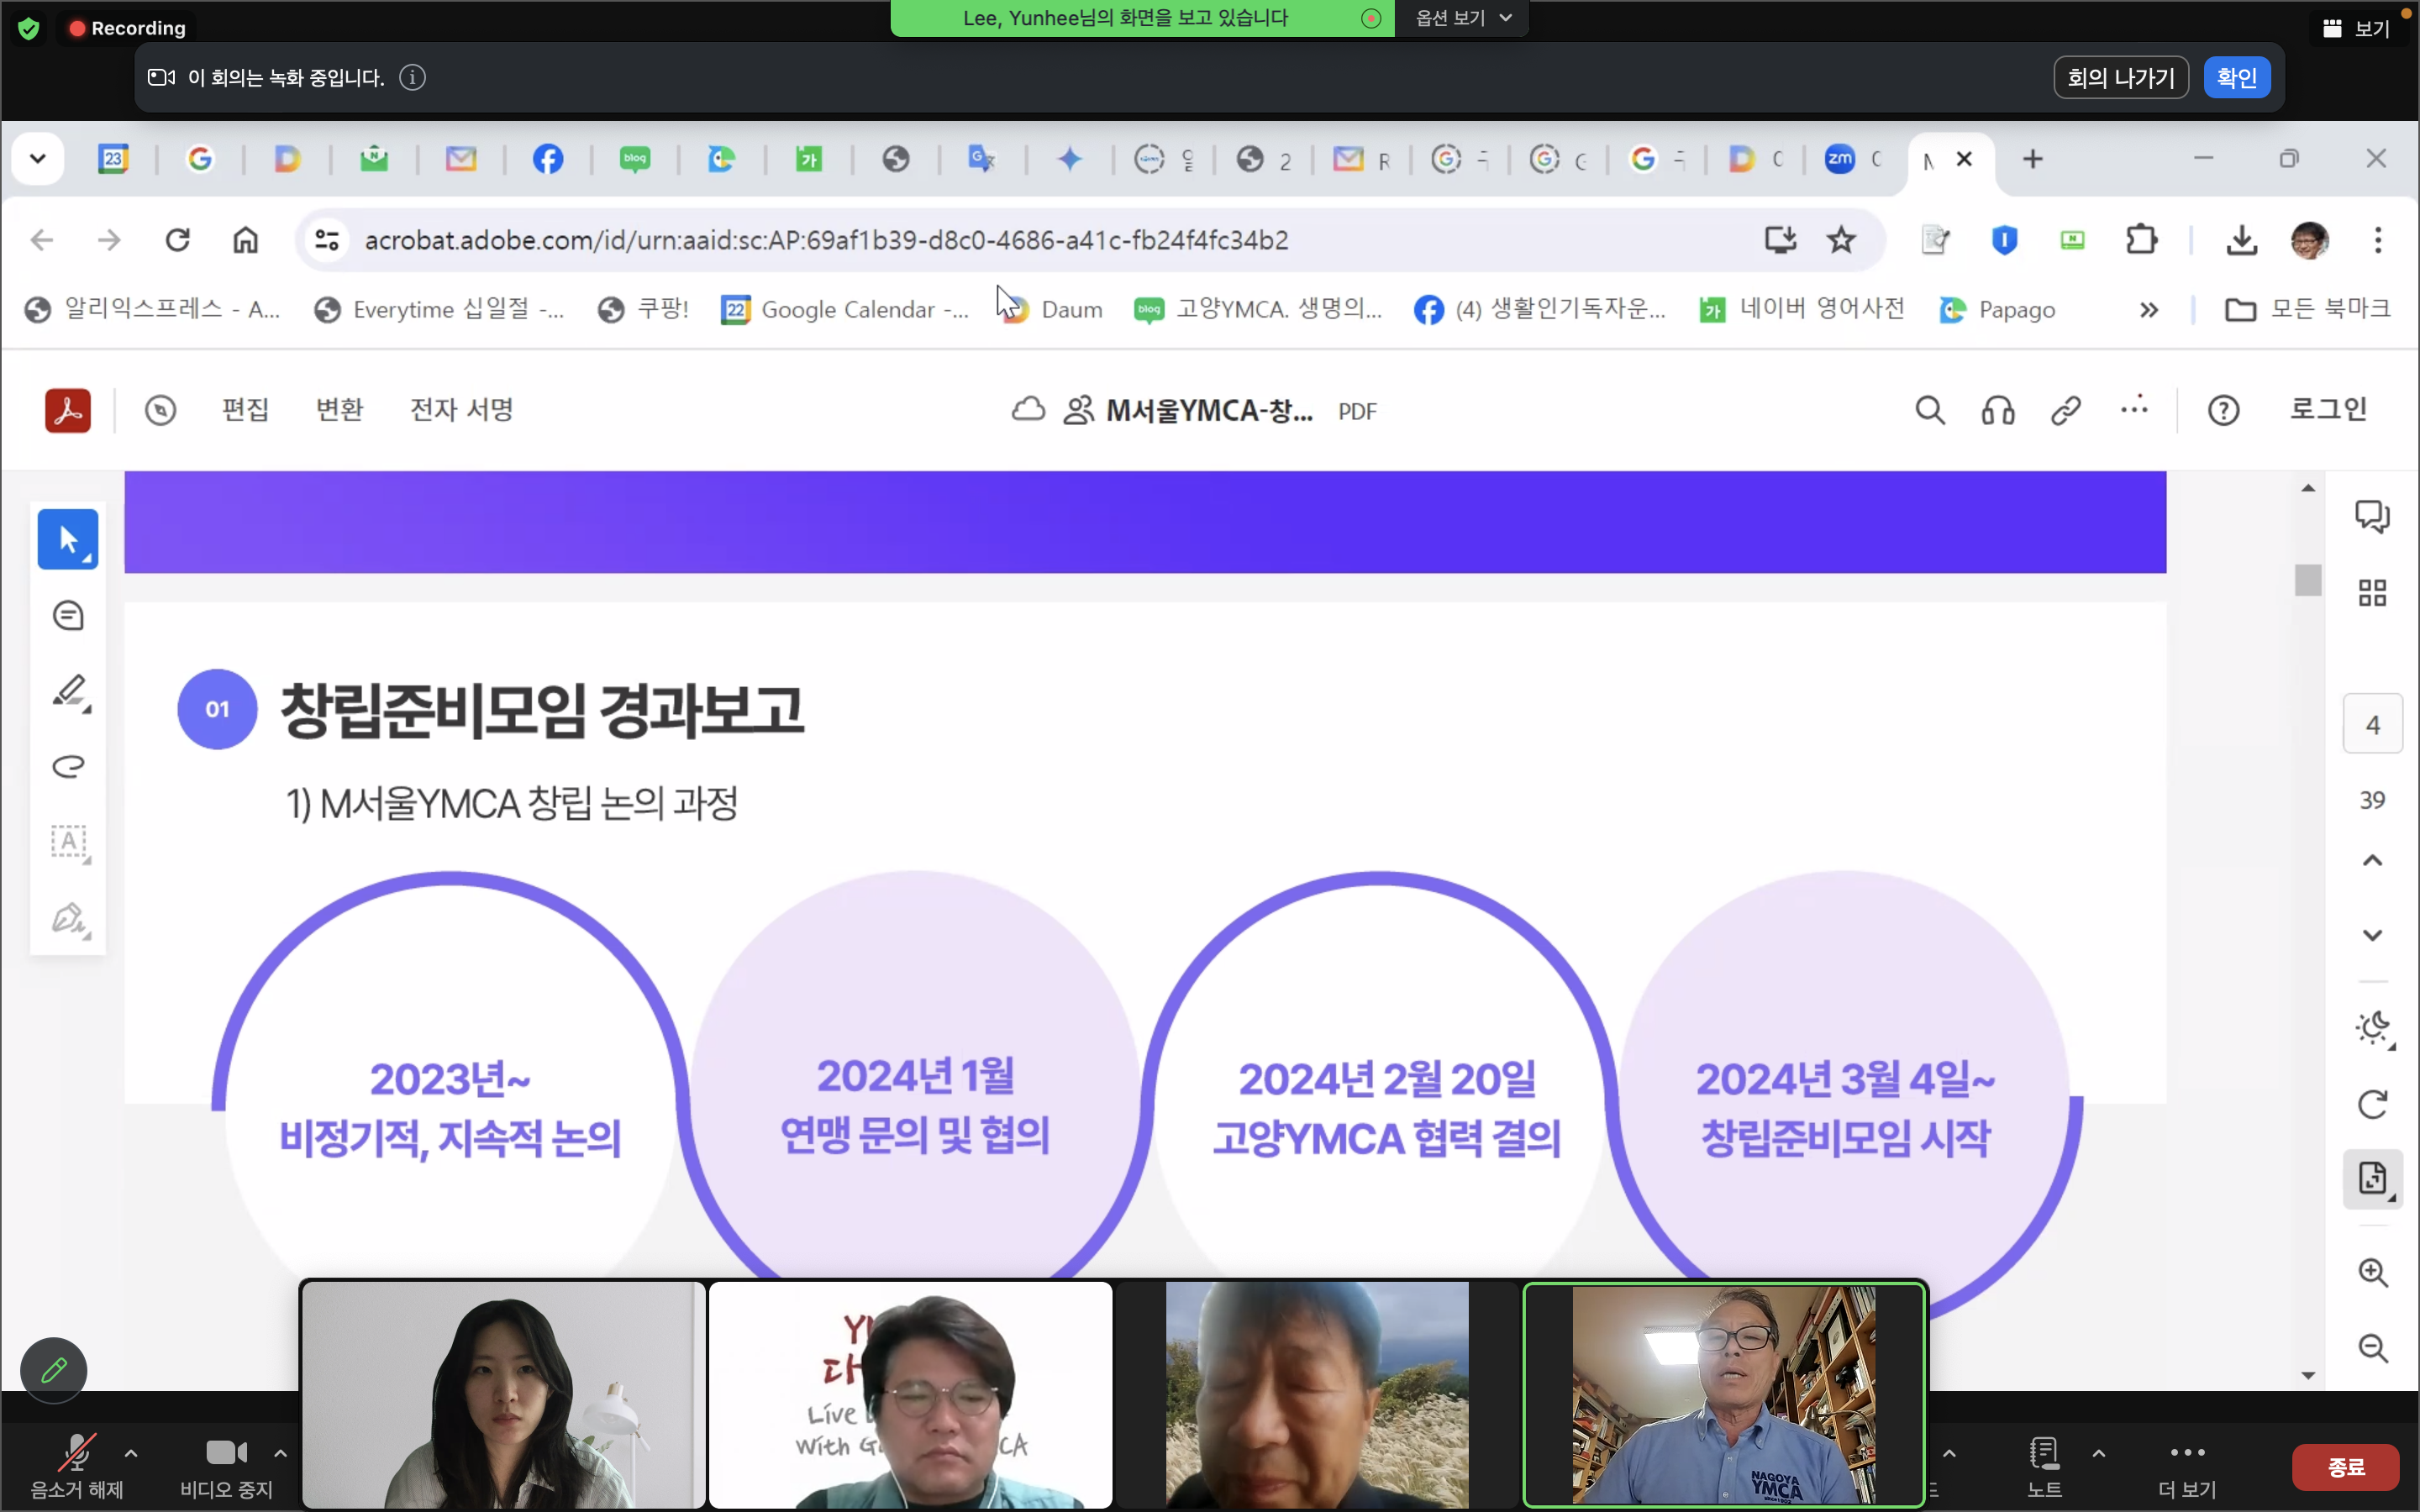 Recording
Lee, Yunhee님의 화면을 보고 있습니다
옵션 보기
보기
이 회의는 녹화 중입니다.
회의 나가기
확인
acrobat.adobe.com/id/urn:aaid:sc:AP:69af1b39-d8c0-4686-a41c-fb24f4fc34b2
알리익스프레스 - A...
Everytime 십일절 -...
쿠팡!
Google Calendar -...
Daum
고양YMCA. 생명의...
(4) 생활인기독자운...
네이버 영어사전
Papago
모든 북마크
편집
변환
전자 서명
M서울YMCA-창...
PDF
로그인
01
창립준비모임 경과보고
1) M서울YMCA 창립 논의 과정
2023년~
비정기적, 지속적 논의
2024년 1월
연맹 문의 및 협의
2024년 2월 20일
고양YMCA 협력 결의
2024년 3월 4일~
창립준비모임 시작
4
39
Live
With
CA
NAGOYA
YMCA
음소거 해제
비디오 중지
노트
더 보기
종료